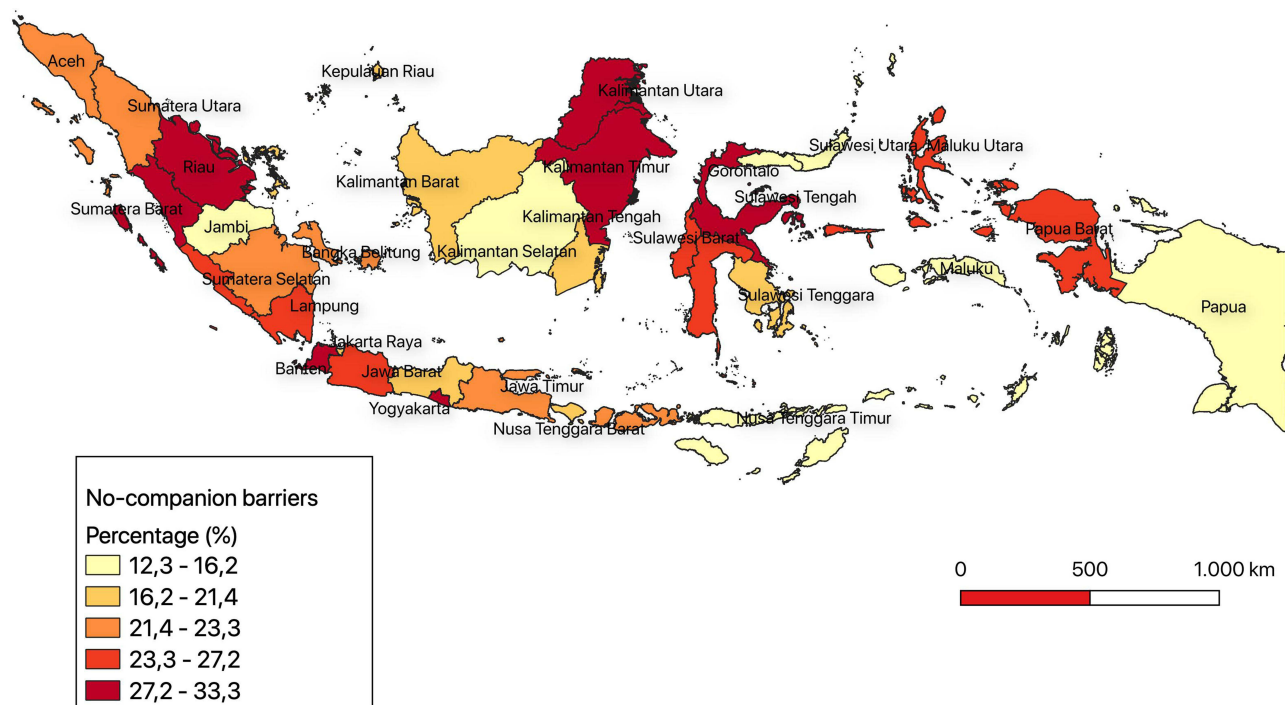 Aceh
Kepulauan Riau
Sumatera Utara
Kalimantan Utara
Riau
Sulawesi Utara
Maluku Utara
Kalimantan Timur
Gorontalo
Kalimantan Barat
Sulawesi Tengah
Sumatera Barat
Kalimantan Tengah
Jambi
Papua Barat
Sulawesi Barat
Bangka Belitung
Kalimantan Selatan
Maluku
Sumatera Selatan
Sulawesi Tenggara
Lampung
Papua
Jakarta Raya
Banten
Jawa Barat
Jawa Timur
Yogyakarta
Nusa Tenggara Timur
Nusa Tenggara Barat
No-companion barriers
Percentage (%)
12,3 - 16,2
16,2 - 21,4
21,4 - 23,3
23,3 - 27,2
27,2 - 33,3
0 500 1.000 km